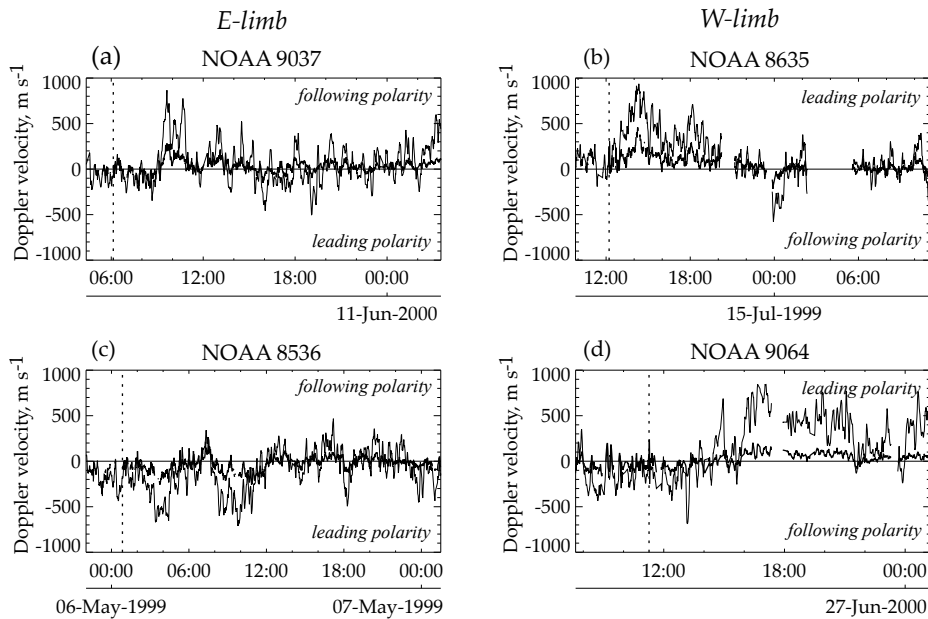 E-limb
W-limb
(a)
NOAA 9037
following polarity
leading polarity
Doppler velocity, m s-1
1000
500
0
-500
-1000
06:00
12:00
18:00
00:00
11-Jun-2000
(b)
NOAA 8635
leading polarity
following polarity
Doppler velocity, m s-1
1000
500
0
-500
-1000
12:00
18:00
00:00
06:00
15-Jul-1999
(c)
NOAA 8536
following polarity
leading polarity
Doppler velocity, m s-1
1000
500
0
-500
-1000
00:00
06:00
12:00
18:00
00:00
06-May-1999
07-May-1999
(d)
NOAA 9064
leading polarity
following polarity
Doppler velocity, m s-1
1000
500
0
-500
-1000
12:00
18:00
00:00
27-Jun-2000